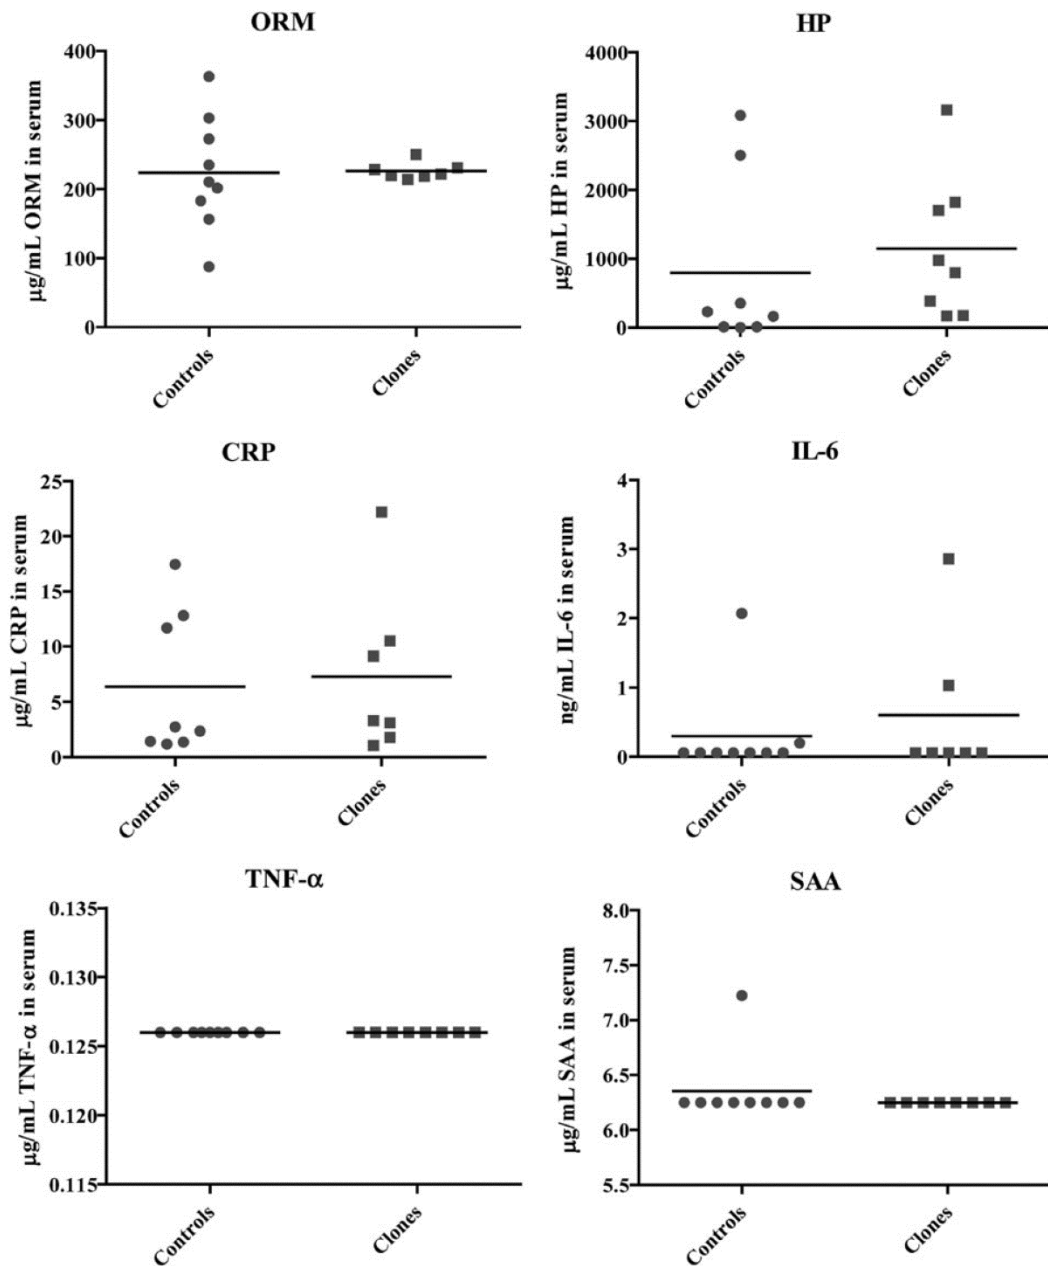 ORM
µg/mL ORM in serum
400
300
200
100
0
Controls
Clones
HP
µg/mL HP in serum
4000
3000
2000
1000
0
Controls
Clones
CRP
µg/mL CRP in serum
25
20
15
10
5
0
Controls
Clones
IL-6
ng/mL IL-6 in serum
4
3
2
1
0
Controls
Clones
TNF-α
µg/mL TNF-α in serum
0.135
0.130
0.125
0.120
0.115
Controls
Clones
SAA
µg/mL SAA in serum
8.0
7.5
7.0
6.5
6.0
5.5
Controls
Clones